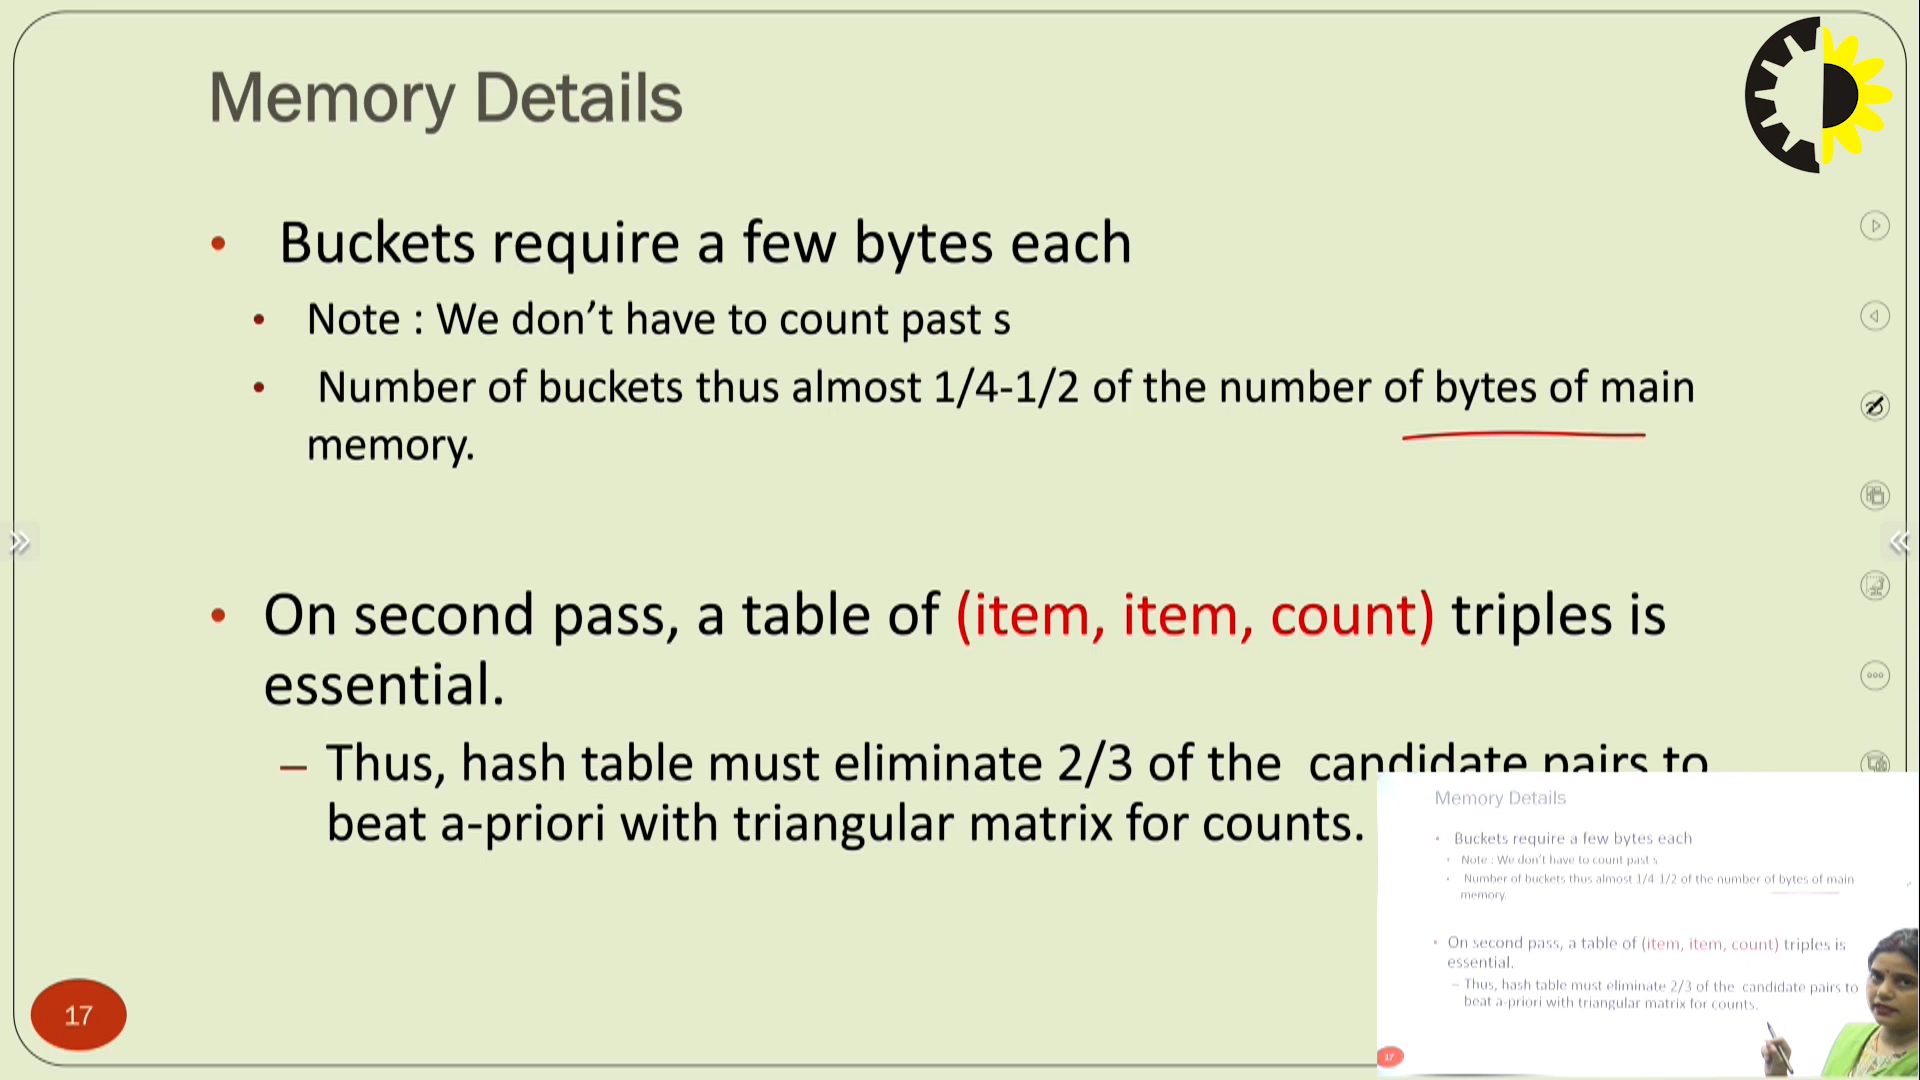 Memory Details
• Buckets require a few bytes each
• Note : We don’t have to count past s
• Number of buckets thus almost 1/4-1/2 of the number of bytes of main
memory.
• On second pass, a table of (item, item, count) triples is
essential.
– Thus, hash table must eliminate 2/3 of the candidate pairs to
beat a-priori with triangular matrix for counts.
17
Memory Details
• Buckets require a few bytes each
• Note : We don’t have to count past s
• Number of buckets thus almost 1/4-1/2 of the number of bytes of main
memory.
• On second pass, a table of (item, item, count) triples is
essential.
– Thus, hash table must eliminate 2/3 of the candidate pairs to
beat a-priori with triangular matrix for counts.
17